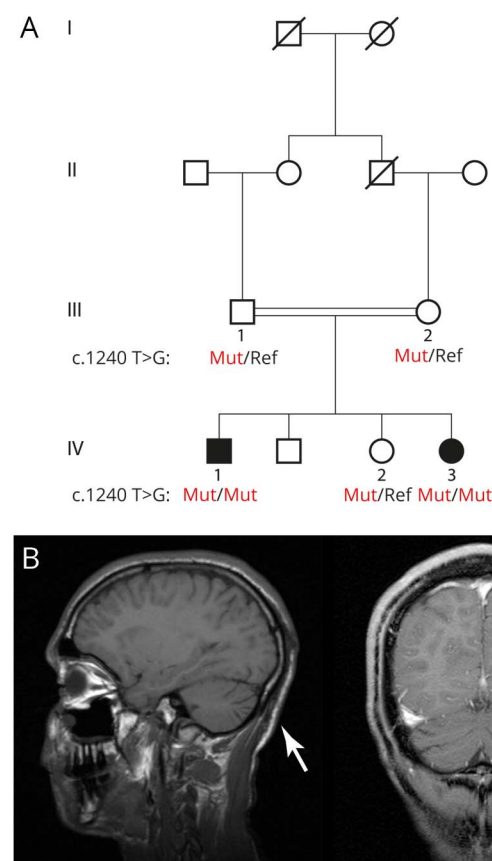 A
I
II
III
1 2
c.1240 T>G: Mut/Ref Mut/Ref
IV
1 2 3
c.1240 T>G: Mut/Mut Mut/Ref Mut/Mut
B